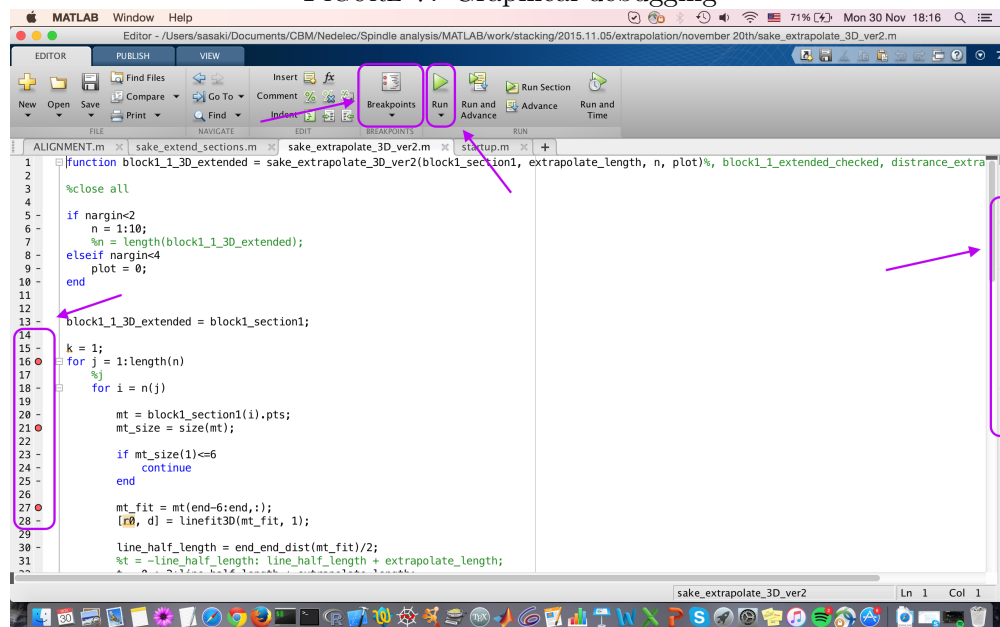 MATLAB Window Help 71% Mon 30 Nov 18:16
Editor - /Users/sasaki/Documents/CBM/Nedelec/Spindle analysis/MATLAB/work/stacking/2015.11.05/extrapolation/november 20th/sake_extrapolate_3D_ver2.m
EDITOR PUBLISH VIEW
New Open Save Find Files Compare Print
FILE
Go To Find
NAVIGATE
Insert fx
Comment
Indent
EDIT
Breakpoints
BREAKPOINTS
Run Run and Advance Run Section Advance Run and Time
RUN
ALIGNMENT.m sake_extend_sections.m sake_extrapolate_3D_ver2.m startup.m +
1 function block1_1_3D_extended = sake_extrapolate_3D_ver2(block1_section1, extrapolate_length, n, plot)%, block1_1_extended_checked, distance_extra
2
3 %close all
4
5 - if nargin<2
6 - n = 1:10;
7 %n = length(block1_1_3D_extended);
8 - elseif nargin<4
9 - plot = 0;
10 - end
11
12
13 - block1_1_3D_extended = block1_section1;
14
15 - k = 1;
16 for j = 1:length(n)
17 %j
18 - for i = n(j)
19
20 - mt = block1_section1(i).pts;
21 mt_size = size(mt);
22
23 - if mt_size(1)<=6
24 - continue
25 - end
26
27 mt_fit = mt(end-6:end,:);
28 - [r0, d] = linefit3D(mt_fit, 1);
29
30 - line_half_length = end_end_dist(mt_fit)/2;
31 %t = -line_half_length: line_half_length + extrapolate_length;
sake_extrapolate_3D_ver2 Ln 1 Col 1